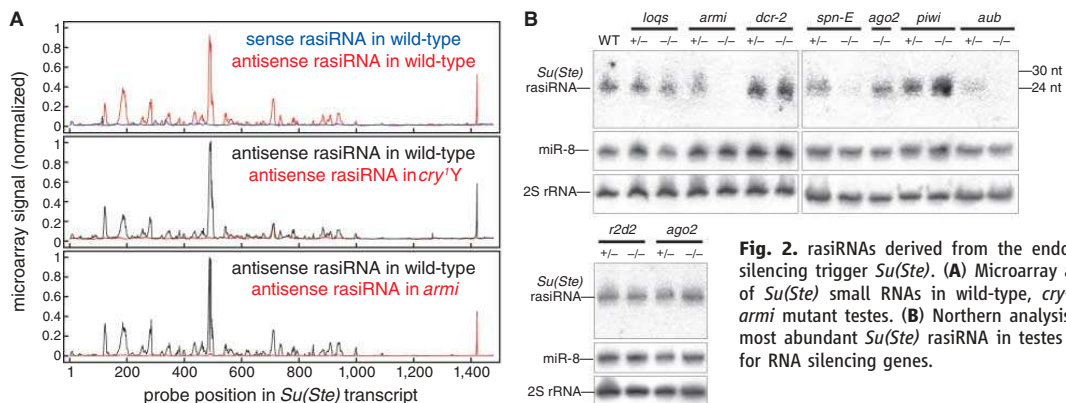 A
sense rasiRNA in wild-type
antisense rasiRNA in wild-type
1
0.8
0.6
0.4
0.2
0
antisense rasiRNA in wild-type
antisense rasiRNA in cry¹Y
1
0.8
0.6
0.4
0.2
0
antisense rasiRNA in wild-type
antisense rasiRNA in armi
1
0.8
0.6
0.4
0.2
0
microarray signal (normalized)
0 200 400 600 800 1,000 1,200 1,400
probe position in Su(Ste) transcript
B
loqs armi dcr-2 spn-E ago2 piwi aub
WT +/– –/– +/– –/– +/– –/– +/– –/– –/– +/– –/– +/– –/–
Su(Ste)
rasiRNA
30 nt
24 nt
miR-8
2S rRNA
r2d2 ago2
+/– –/– +/– –/–
Su(Ste)
rasiRNA
miR-8
2S rRNA
Fig. 2. rasiRNAs derived from the endo
silencing trigger Su(Ste). (A) Microarray a
of Su(Ste) small RNAs in wild-type, cry-
armi mutant testes. (B) Northern analysis
most abundant Su(Ste) rasiRNA in testes
for RNA silencing genes.